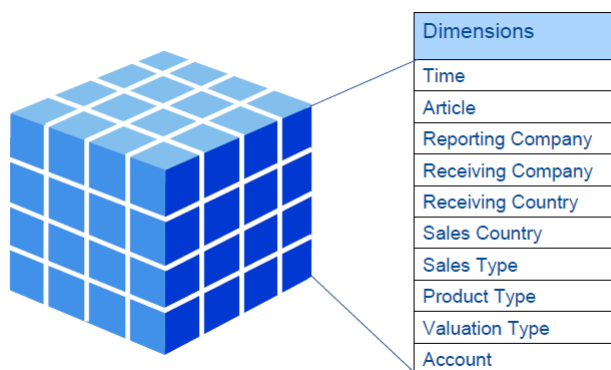 Dimensions
Time
Article
Reporting Company
Receiving Company
Receiving Country
Sales Country
Sales Type
Product Type
Valuation Type
Account